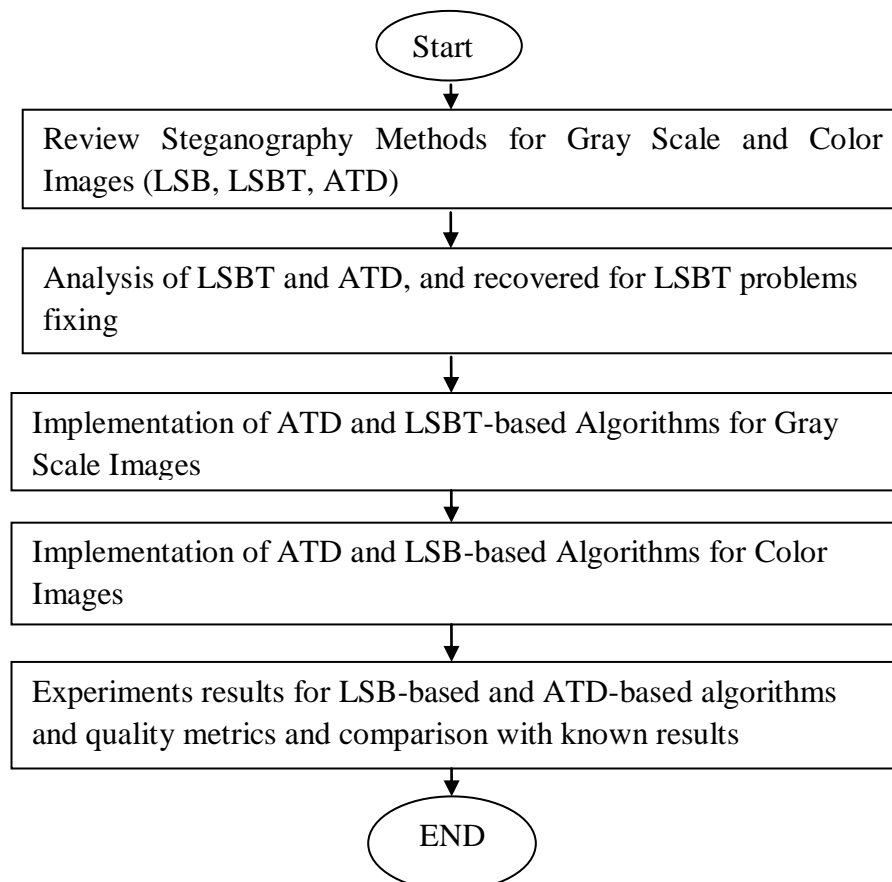 Start
Review Steganography Methods for Gray Scale and Color
Images (LSB, LSBT, ATD)
Analysis of LSBT and ATD, and recovered for LSBT problems
fixing
Implementation of ATD and LSBT-based Algorithms for Gray
Scale Images
Implementation of ATD and LSB-based Algorithms for Color
Images
Experiments results for LSB-based and ATD-based algorithms
and quality metrics and comparison with known results
END